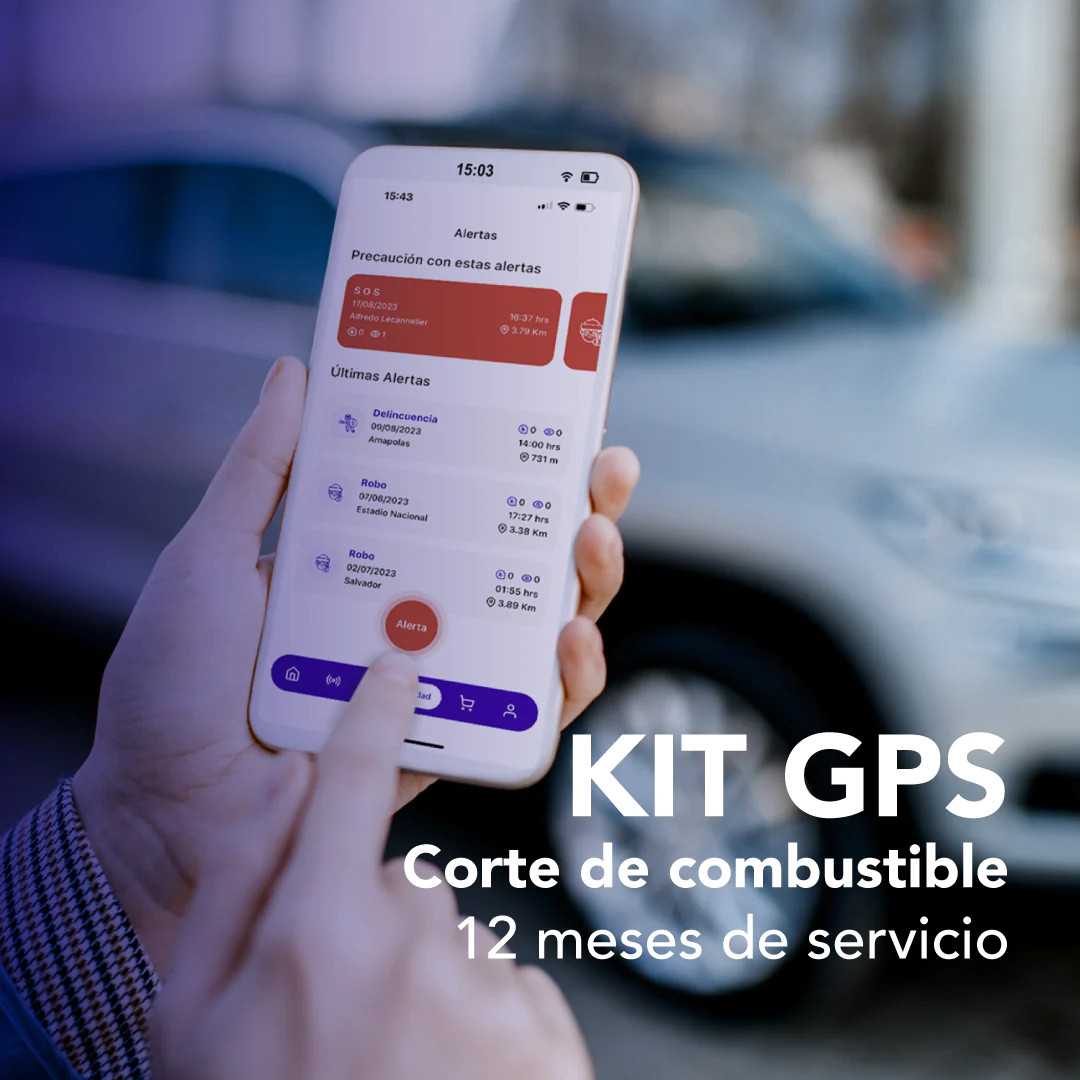 15:03
15:43
Alertas
Precaución con estas alertas
SOS
17/08/2023
16:37 hrs
Alfredo Lecannelier
3.79 Km
0 1
Últimas Alertas
Delincuencia
0 0
09/08/2023
14:00 hrs
Amapolas
731 m
Robo
0 0
07/08/2023
17:27 hrs
Estadio Nacional
3.38 Km
Robo
0 0
02/07/2023
01:55 hrs
Salvador
3.89 Km
Alerta
dad
KIT GPS
Corte de combustible
12 meses de servicio